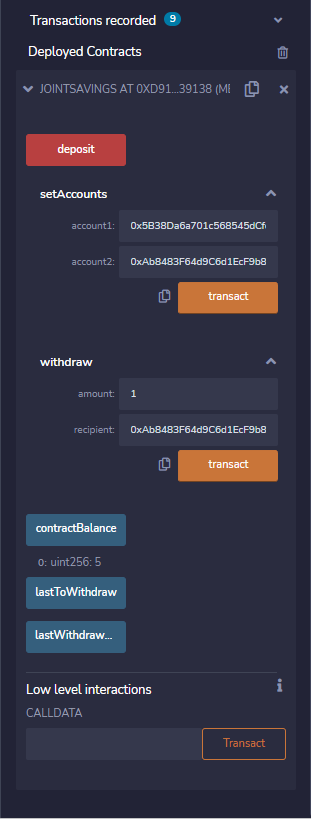 Transactions recorded 9
Deployed Contracts
JOINTSAVINGS AT 0XD91...39138 (ME
deposit
setAccounts
account1: 0x5B38Da6a701c568545dCf
account2: 0xAb8483F64d9C6d1EcF9b8
transact
withdraw
amount: 1
recipient: 0xAb8483F64d9C6d1EcF9b8
transact
contractBalance
0: uint256: 5
lastToWithdraw
lastWithdraw...
Low level interactions
i
CALLDATA
Transact